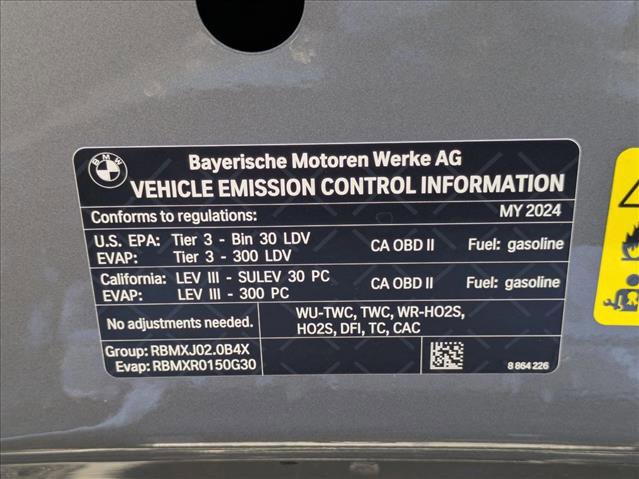 BMW
Bayerische Motoren Werke AG
VEHICLE EMISSION CONTROL INFORMATION
Conforms to regulations: MY 2024
U.S. EPA: Tier 3 - Bin 30 LDV CA OBD II Fuel: gasoline
EVAP: Tier 3 - 300 LDV
California: LEV III - SULEV 30 PC CA OBD II Fuel: gasoline
EVAP: LEV III - 300 PC
No adjustments needed. WU-TWC, TWC, WR-HO2S,
HO2S, DFI, TC, CAC
Group: RBMXJ02.0B4X
Evap: RBMXR0150G30 8 864 226